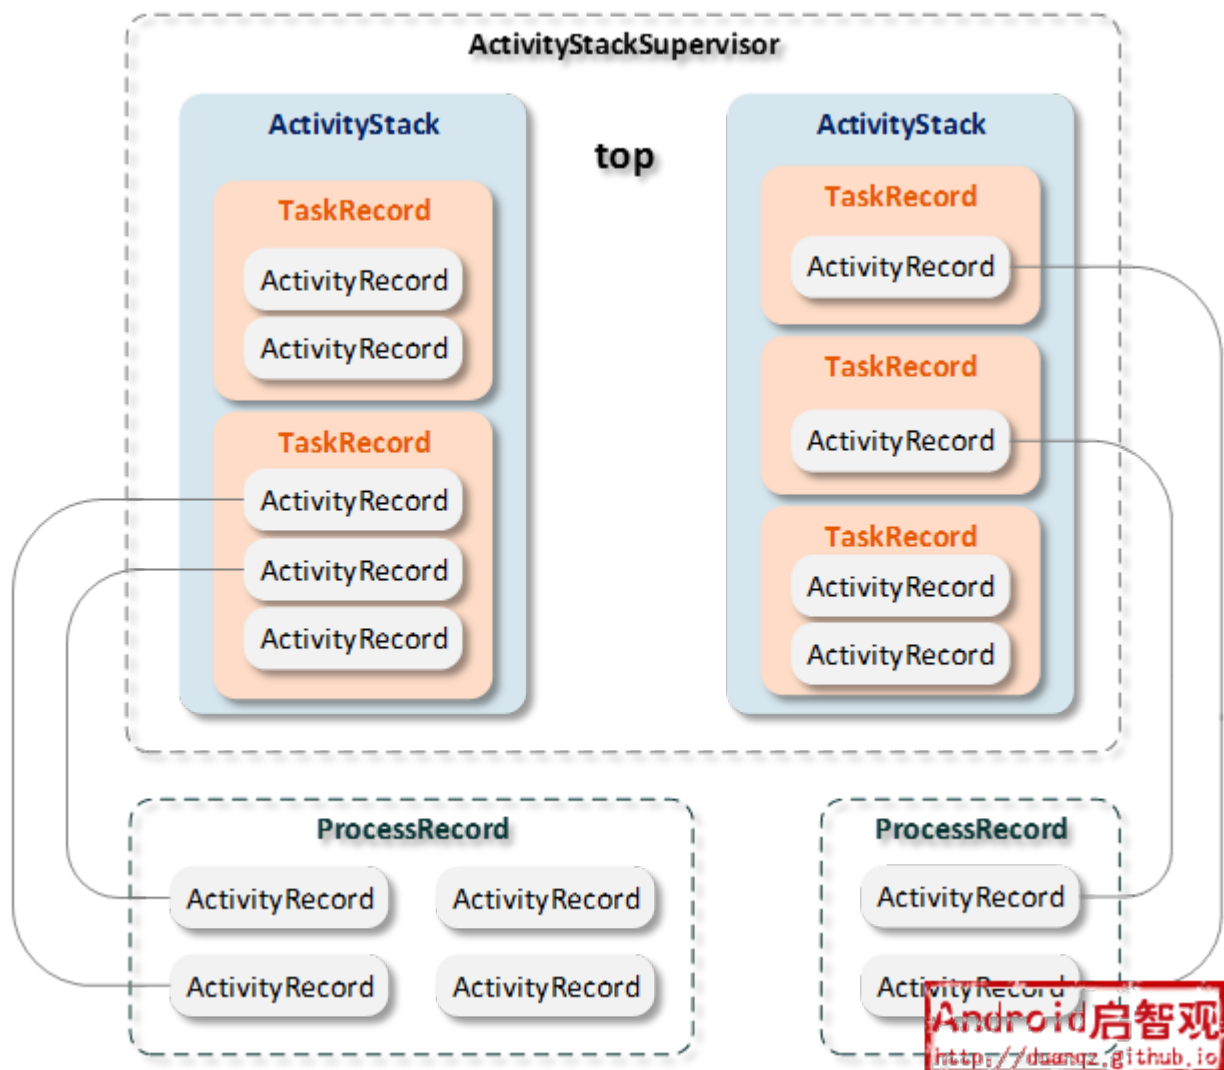 ActivityStackSupervisor
ActivityStack
TaskRecord
ActivityRecord
ActivityRecord
TaskRecord
ActivityRecord
ActivityRecord
ActivityRecord
top
ActivityStack
TaskRecord
ActivityRecord
TaskRecord
ActivityRecord
TaskRecord
ActivityRecord
ActivityRecord
ProcessRecord
ActivityRecord
ActivityRecord
ActivityRecord
ActivityRecord
ProcessRecord
ActivityRecord
ActivityRecord
Android启智观
http://duanqz.github.io